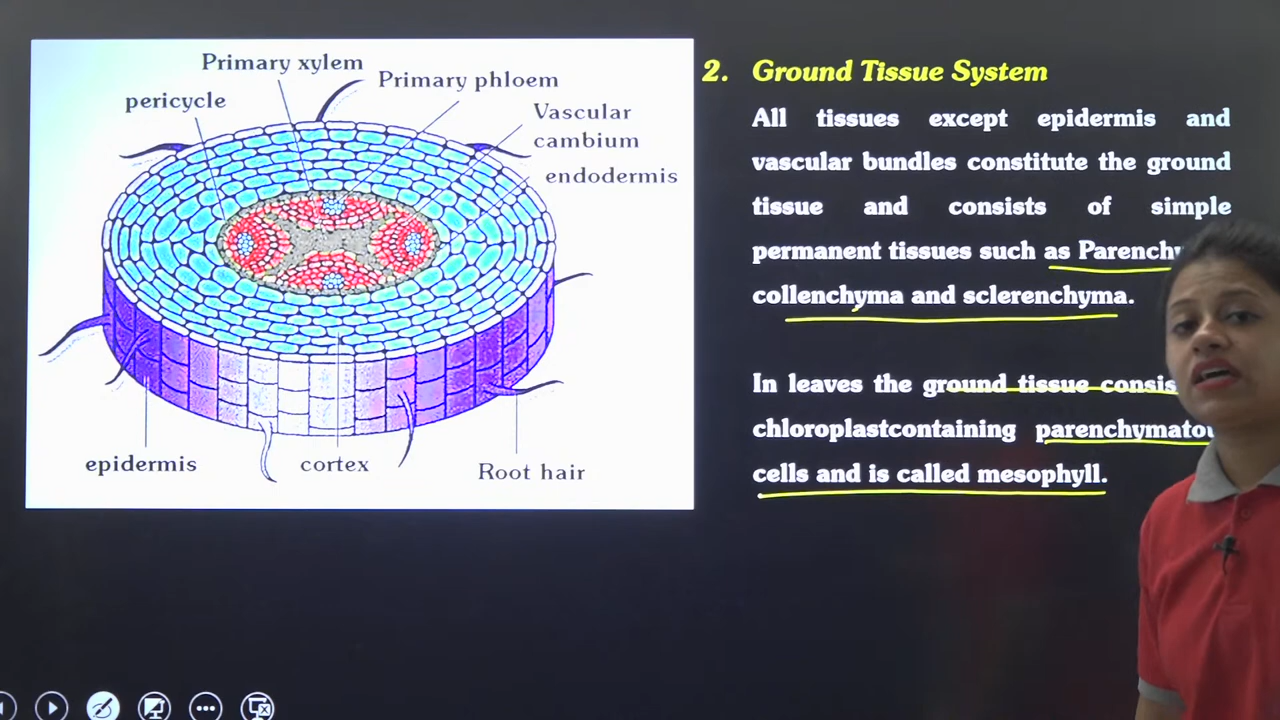 Primary xylem
Primary phloem
pericycle
Vascular
cambium
endodermis
epidermis
cortex
Root hair
2. Ground Tissue System
All tissues except epidermis and
vascular bundles constitute the ground
tissue and consists of simple
permanent tissues such as
collenchyma and sclerenchyma.
In leaves the ground tissue
chloroplastcontaining
cells and is called mesophyll.